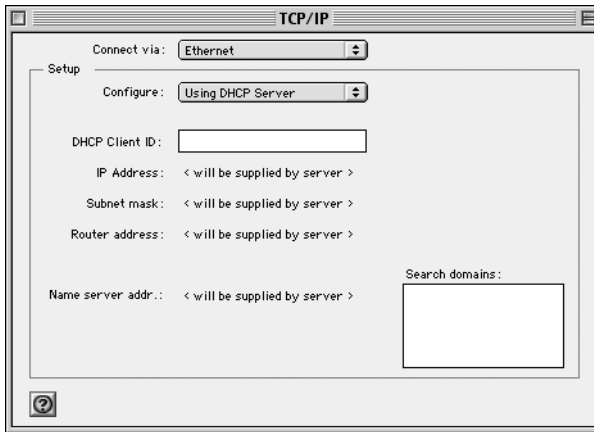 TCP/IP
Connect via: Ethernet
Setup
Configure: Using DHCP Server
DHCP Client ID:
IP Address: < will be supplied by server >
Subnet mask: < will be supplied by server >
Router address: < will be supplied by server >
Search domains:
Name server addr.: < will be supplied by server >
?